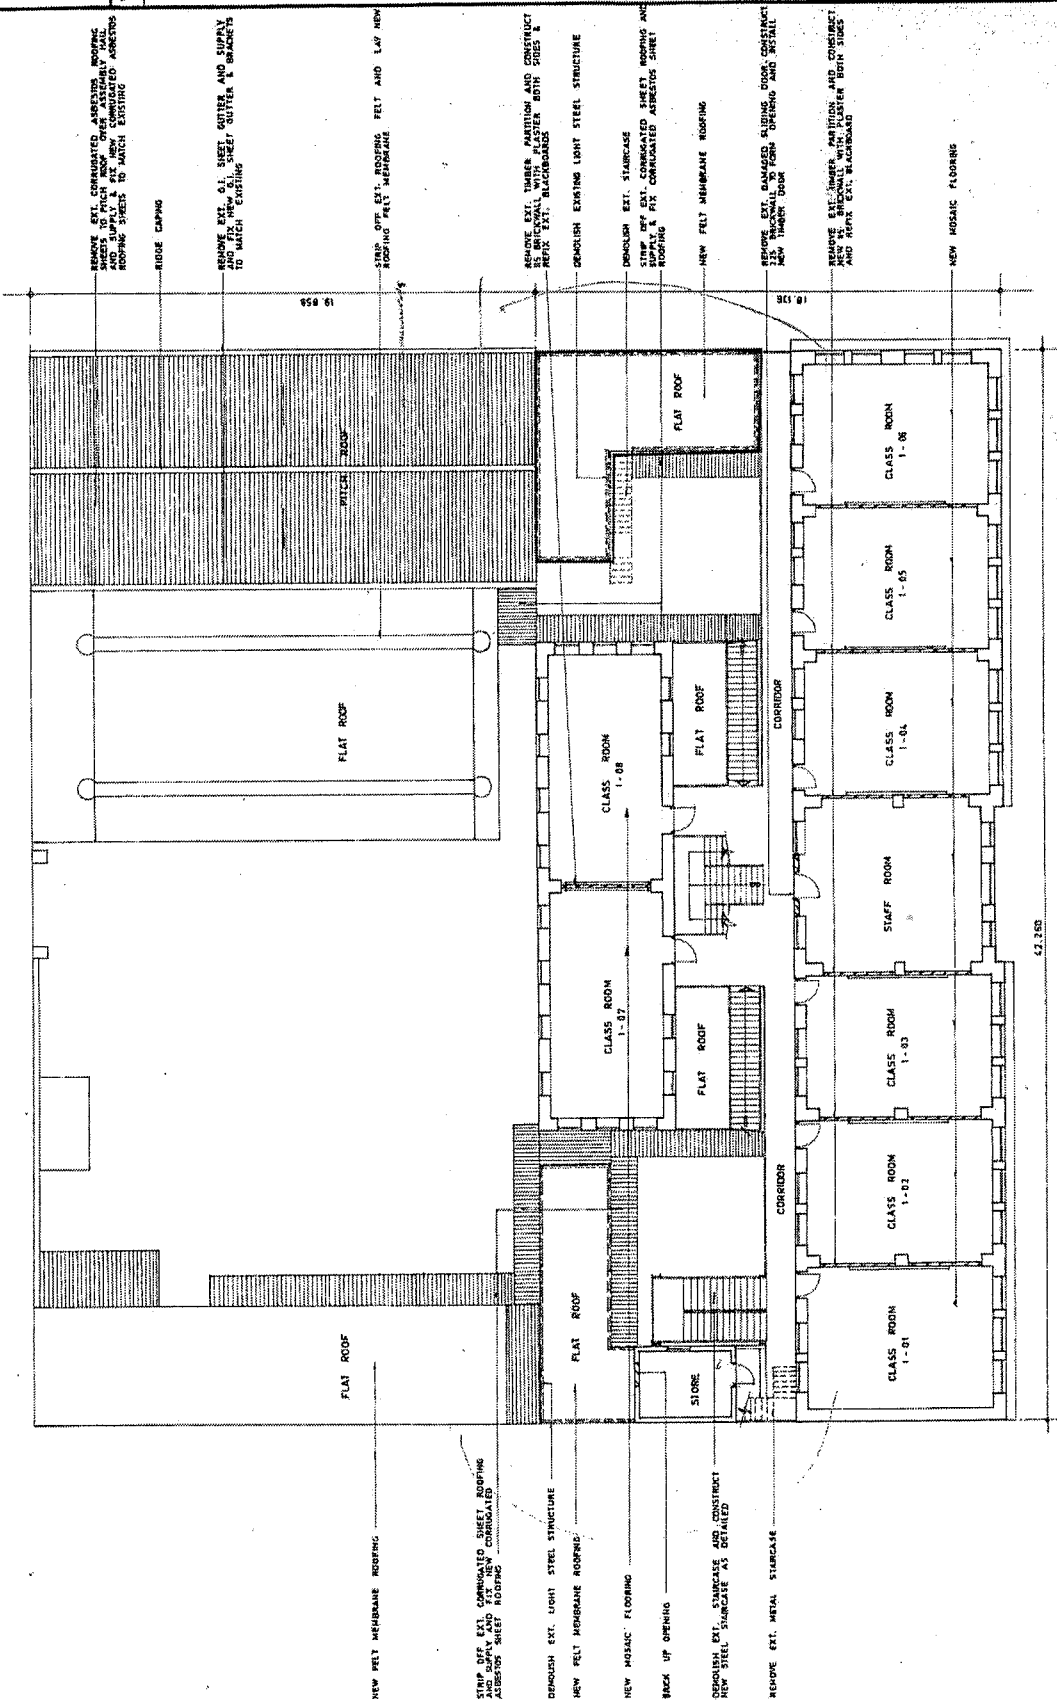 REMOVE EXT. CORRUGATED ASBESTOS ROOFING
SHEETS TO PITCH ROOF OVER ASSEMBLY HALL
AND SUPPLY & FIX NEW CORRUGATED ASBESTOS
ROOFING SHEETS TO MATCH EXISTING
RIDGE CAPING
REMOVE EXT. G.I. SHEET GUTTER AND SUPPLY
AND FIX NEW G.I. SHEET GUTTER & BRACKETS
TO MATCH EXISTING
STRIP OFF EXT. ROOFING FELT AND LAY NEW
ROOFING FELT MEMBRANE
REMOVE EXT. TIMBER PARTITION AND CONSTRUCT
115 BRICKWALL WITH PLASTER BOTH SIDES &
REFIX EXT. BLACKBOARDS
DEMOLISH EXISTING LIGHT STEEL STRUCTURE
DEMOLISH EXT. STAIRCASE
STRIP OFF EXT. CORRUGATED SHEET ROOFING AND
SUPPLY & FIX CORRUGATED ASBESTOS SHEET
ROOFING
NEW FELT MEMBRANE ROOFING
REMOVE EXT. DAMAGED SLIDING DOOR, CONSTRUCT
225 BRICKWALL TO FORM OPENING AND INSTALL
NEW TIMBER DOOR
REMOVE EXT. TIMBER PARTITION AND CONSTRUCT
NEW 115 BRICKWALL WITH PLASTER BOTH SIDES
AND REFIX EXT. BLACKBOARD
NEW MOSAIC FLOORING
19.858
18.136
PITCH ROOF
FLAT ROOF
FLAT ROOF
CLASS ROOM
1-08
FLAT ROOF
CORRIDOR
CLASS ROOM
1-06
CLASS ROOM
1-05
CLASS ROOM
1-04
STAFF ROOM
CLASS ROOM
1-07
FLAT ROOF
CLASS ROOM
1-03
CORRIDOR
CLASS ROOM
1-02
CLASS ROOM
1-01
FLAT ROOF
FLAT ROOF
STORE
42.260
NEW FELT MEMBRANE ROOFING
STRIP OFF EXT. CORRUGATED SHEET ROOFING
AND SUPPLY AND FIX NEW CORRUGATED
ASBESTOS SHEET ROOFING
DEMOLISH EXT. LIGHT STEEL STRUCTURE
NEW FELT MEMBRANE ROOFING
NEW MOSAIC FLOORING
BRICK UP OPENING
DEMOLISH EXT. STAIRCASE AND CONSTRUCT
NEW STEEL STAIRCASE AS DETAILED
REMOVE EXT. METAL STAIRCASE